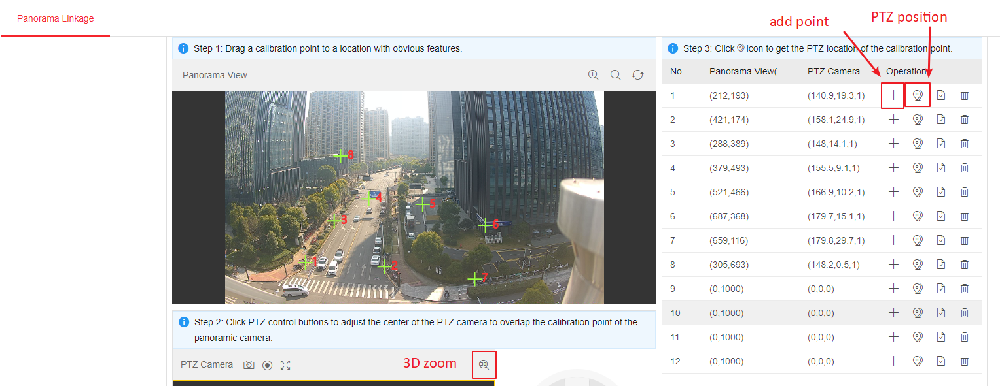 Panorama Linkage
add point
PTZ position
Step 1: Drag a calibration point to a location with obvious features.
Panorama View
8
4
5
3
6
1
2
7
Step 2: Click PTZ control buttons to adjust the center of the PTZ camera to overlap the calibration point of the
panoramic camera.
PTZ Camera
3D zoom
3D
Step 3: Click icon to get the PTZ location of the calibration point.
No. Panorama View(... PTZ Camera... Operation
1 (212,193) (140.9,19.3,1)
2 (421,174) (158.1,24.9,1)
3 (288,389) (148,14.1,1)
4 (379,493) (155.5,9.1,1)
5 (521,466) (166.9,10.2,1)
6 (687,368) (179.7,15.1,1)
7 (659,116) (179.8,29.7,1)
8 (305,693) (148.2,0.5,1)
9 (0,1000) (0,0,0)
10 (0,1000) (0,0,0)
11 (0,1000) (0,0,0)
12 (0,1000) (0,0,0)